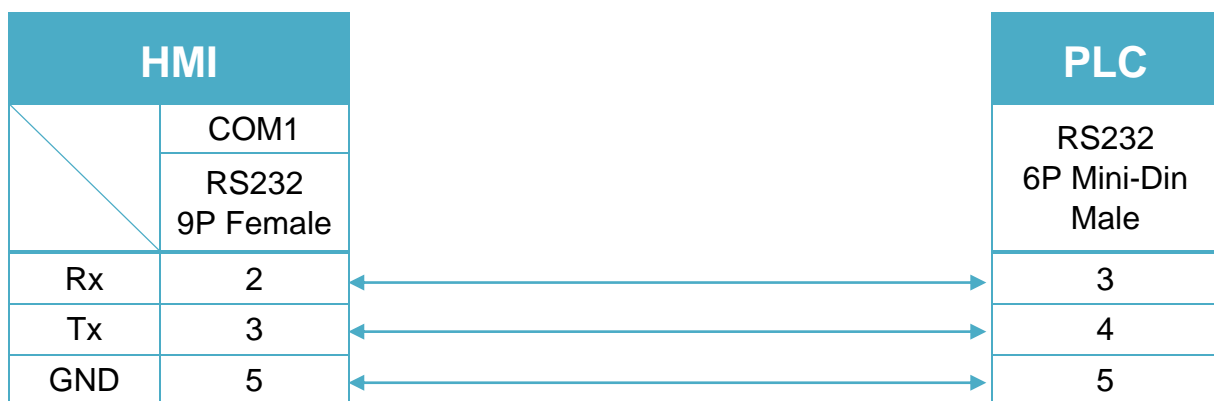 HMI
PLC
COM1
RS232
9P Female
RS232
6P Mini-Din
Male
Rx 2 3
Tx 3 4
GND 5 5